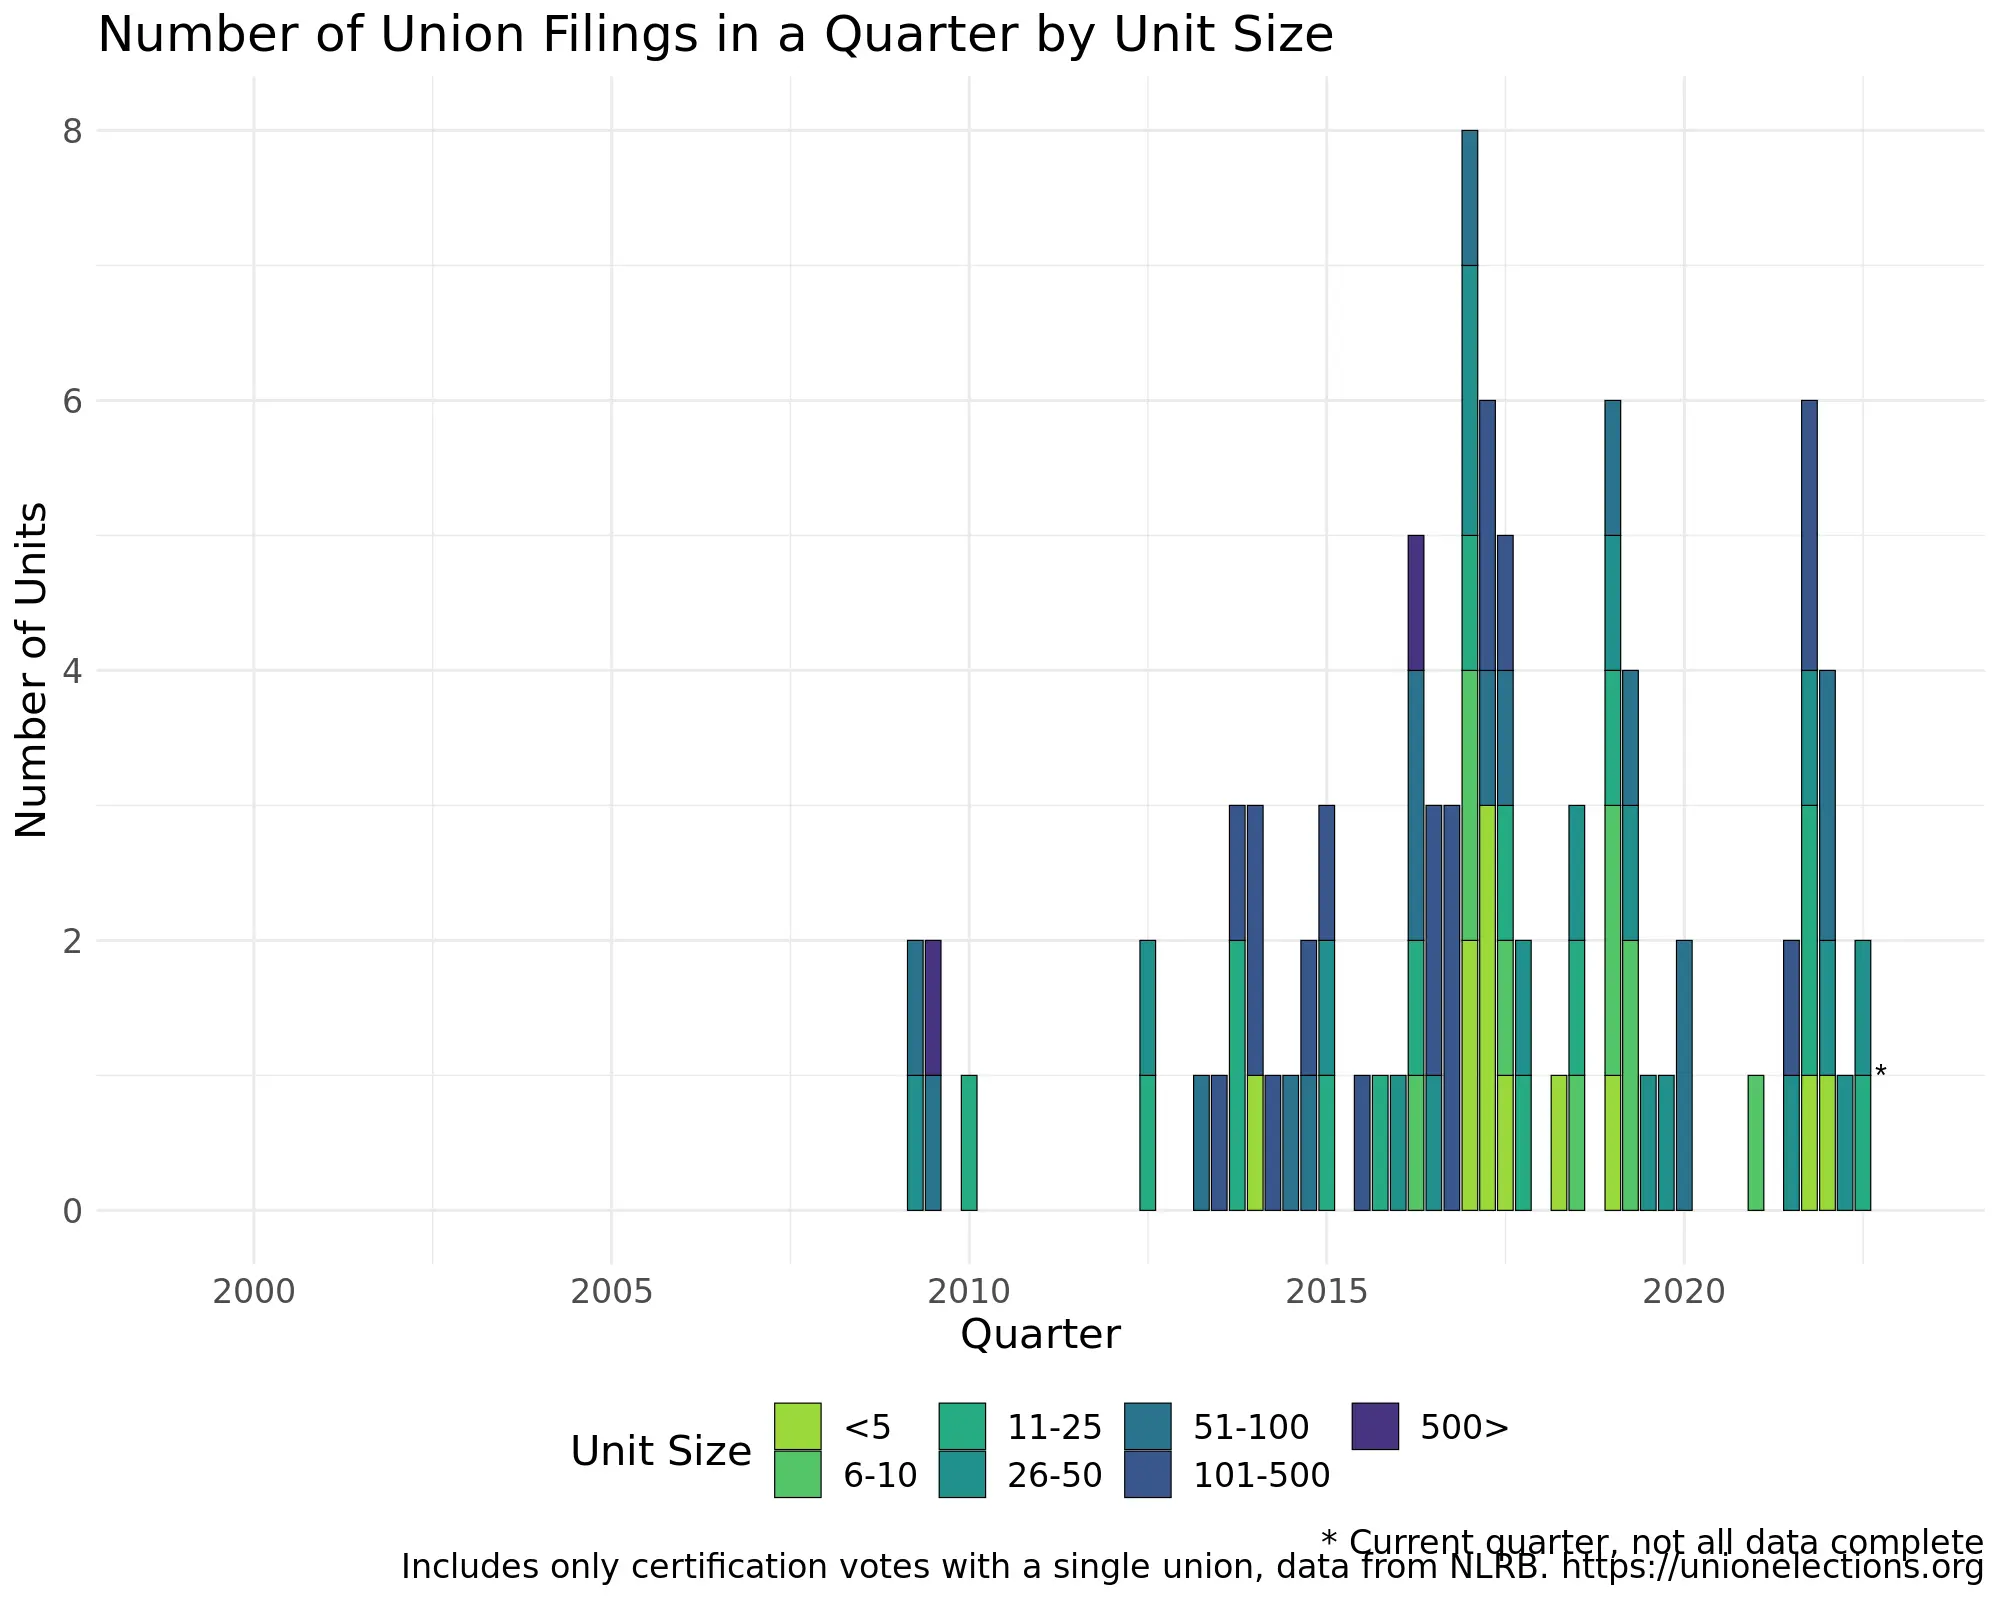 Number of Union Filings in a Quarter by Unit Size
Number of Units
8
6
4
2
0
*
2000 2005 2010 2015 2020
Quarter
Unit Size
<5 11-25 51-100 500>
6-10 26-50 101-500
* Current quarter, not all data complete
Includes only certification votes with a single union, data from NLRB. https://unionelections.org